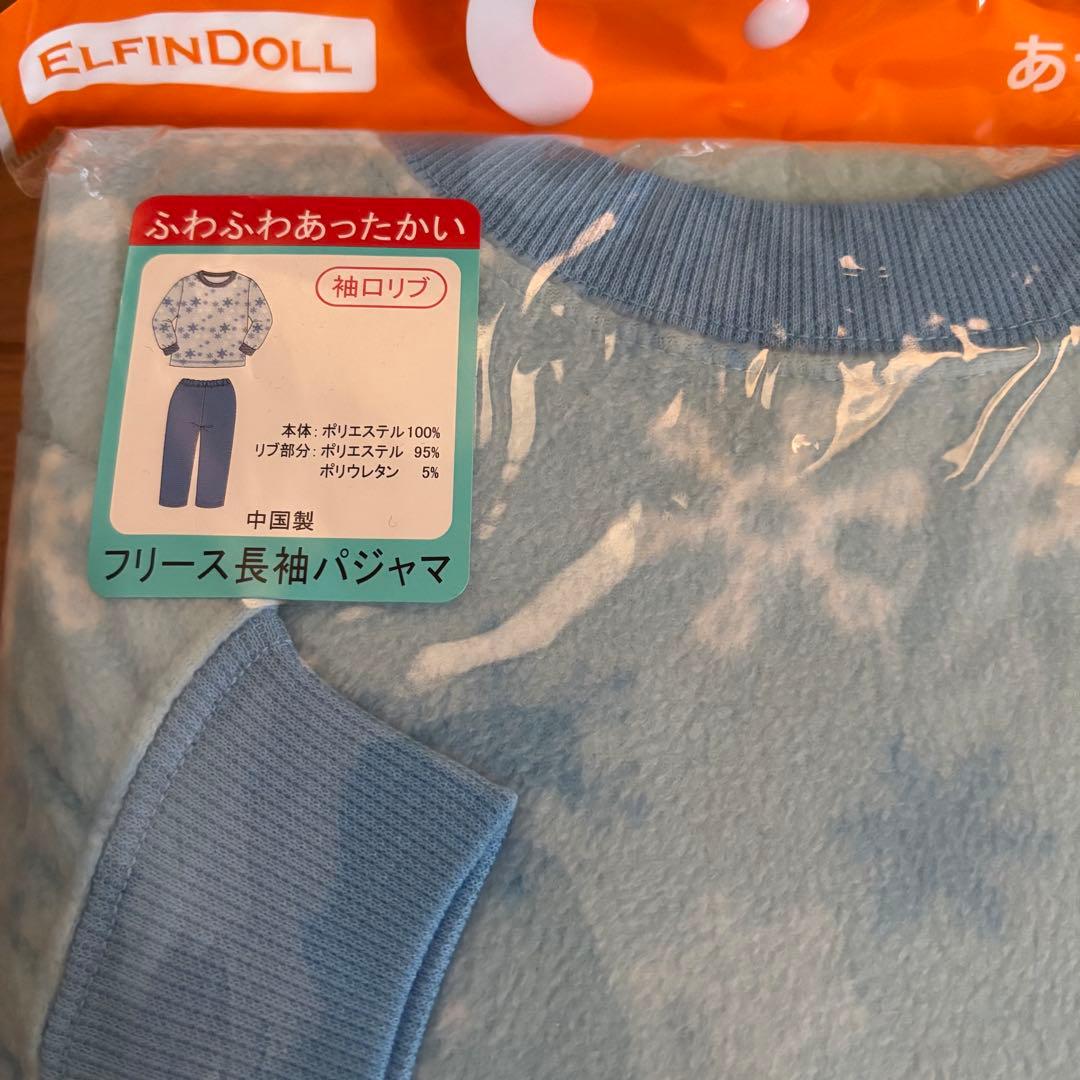 ELFINDOLL
あ
ふわふわあったかい
袖口リブ
本体：ポリエステル100%
リブ部分：ポリエステル 95%
ポリウレタン 5%
中国製
フリース長袖パジャマ